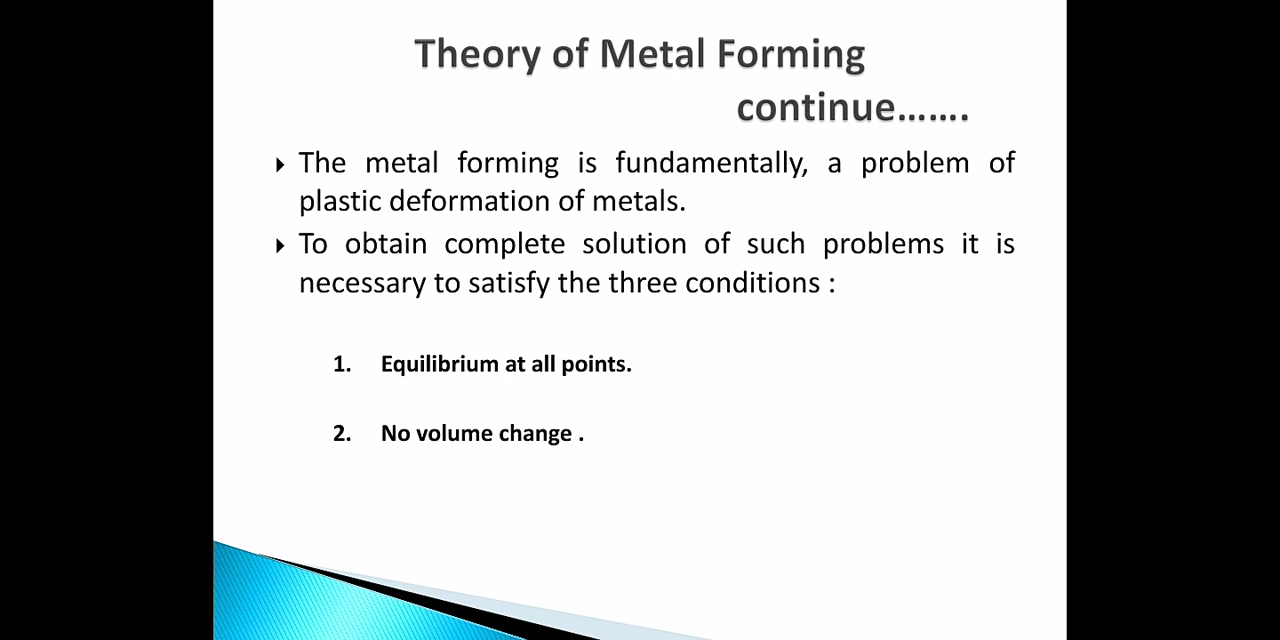 Theory of Metal Forming
continue…….
The metal forming is fundamentally, a problem of
plastic deformation of metals.
To obtain complete solution of such problems it is
necessary to satisfy the three conditions :
1. Equilibrium at all points.
2. No volume change .